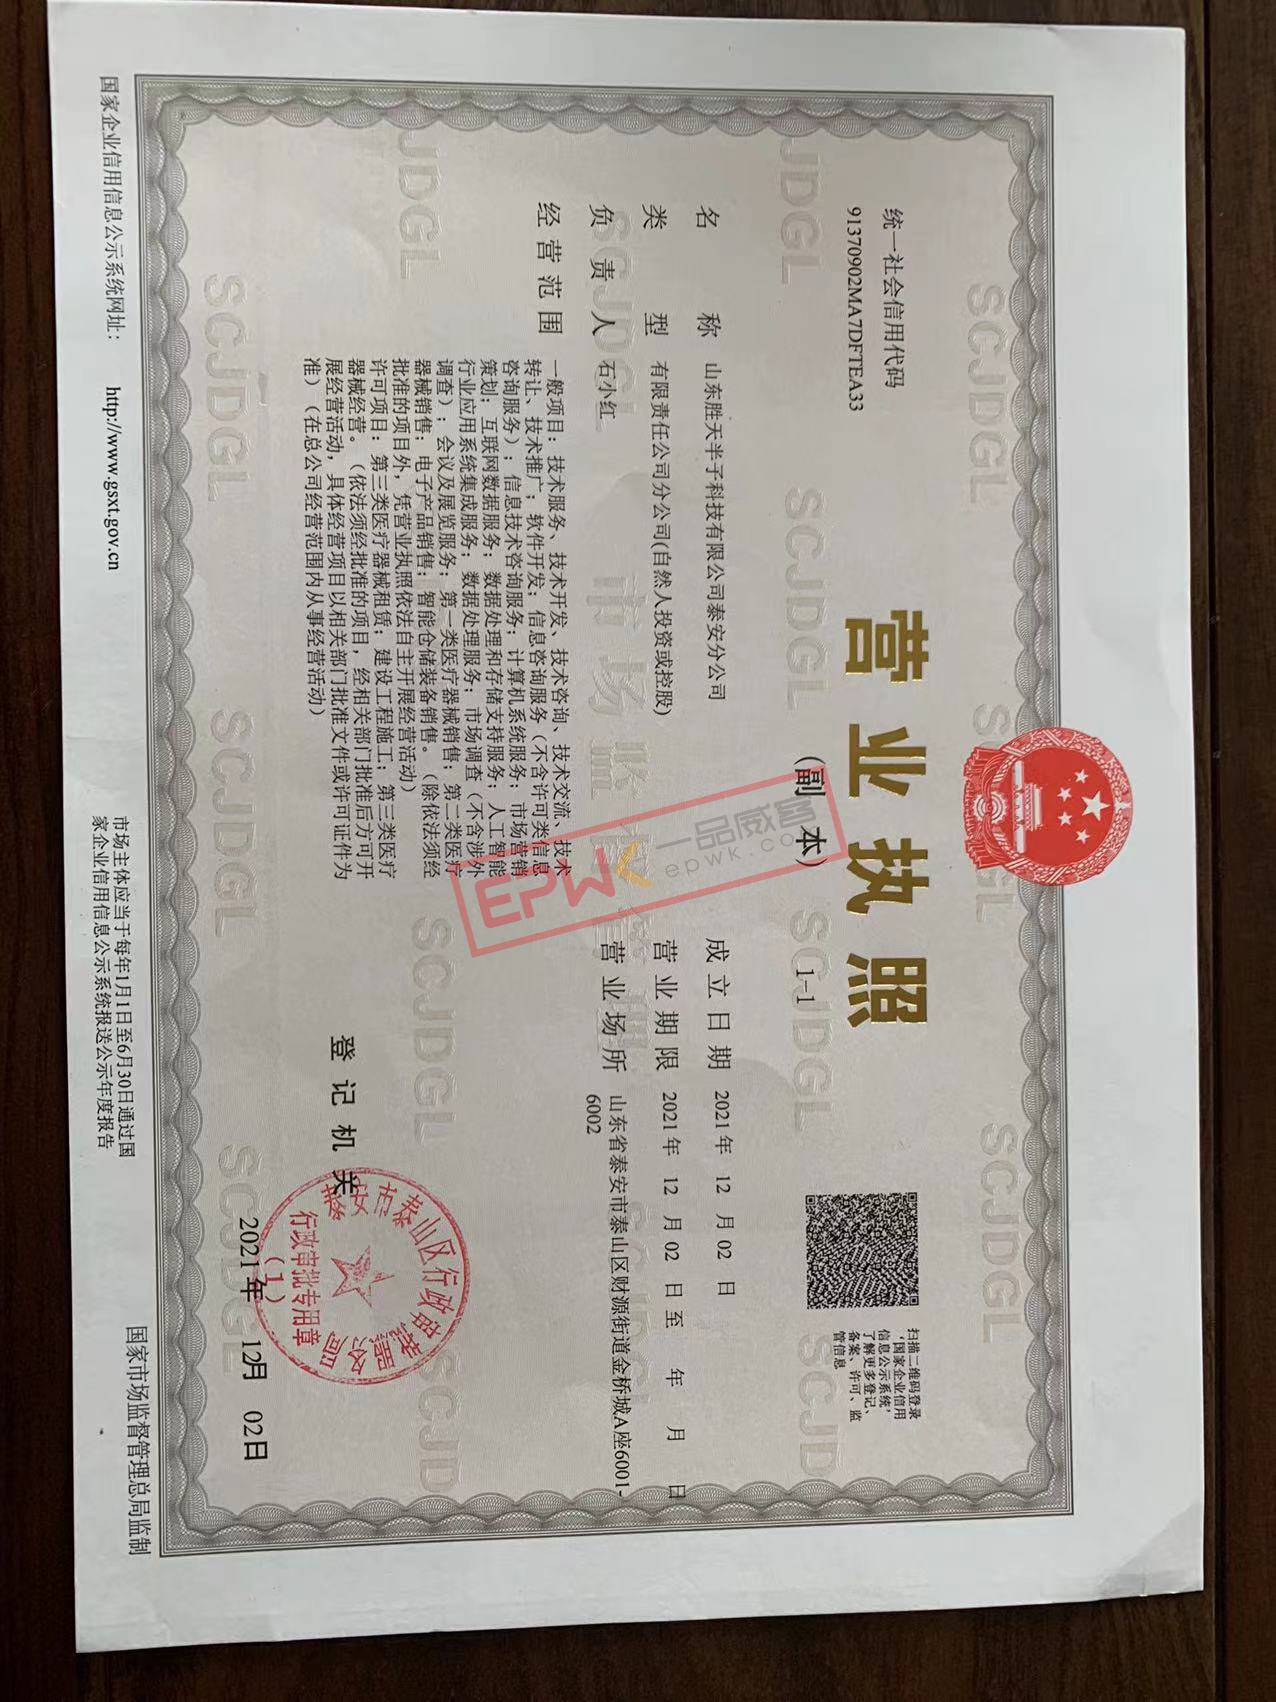 营业执照
(副 本)
1-1
统一社会信用代码
91370902MA7DFTEA33
扫描二维码登录
‘国家企业信用
信息公示系统’
了解更多登记、
备案、许可、监
管信息
名 称 山东胜天半子科技有限公司泰安分公司
类 型 有限责任公司分公司(自然人投资或控股)
负 责 人 石小红
经 营 范 围 一般项目：技术服务、技术开发、技术咨询、技术交流、技术
转让、技术推广；软件开发；信息咨询服务（不含许可类信息
咨询服务）；信息技术咨询服务；计算机系统服务；市场营销
策划；互联网数据服务；数据处理和存储支持服务；人工智能
行业应用系统集成服务；数据处理服务；市场调查（不含涉外
调查）；会议及展览服务；第一类医疗器械销售；第二类医疗
器械销售；电子产品销售；智能仓储装备销售。（除依法须经
批准的项目外，凭营业执照依法自主开展经营活动）
许可项目：第三类医疗器械租赁；建设工程施工；第三类医疗
器械经营。（依法须经批准的项目，经相关部门批准后方可开
展经营活动，具体经营项目以相关部门批准文件或许可证件为
准）（在总公司经营范围内从事经营活动）
成 立 日 期 2021 年 12 月 02 日
营 业 期 限 2021 年 12 月 02 日 至 年 月 日
营 业 场 所 山东省泰安市泰山区财源街道金桥城A座6001-
6002
登 记 机 关
泰安市泰山区行政审批服务局
行政审批专用章
（1）
2021年 12月 02日
EPWK 一品威客
epwk.com
国家企业信用信息公示系统网址： http://www.gsxt.gov.cn
市场主体应当于每年1月1日至6月30日通过国
家企业信用信息公示系统报送公示年度报告
国家市场监督管理总局监制